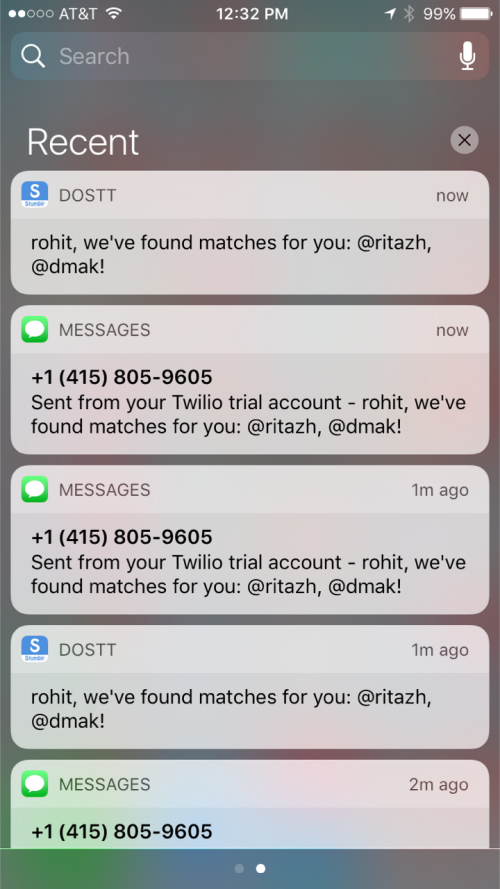 AT&T 12:32 PM 99%
Search
Recent
S
Stumblr
DOSTT now
rohit, we've found matches for you: @ritazh,
@dmak!
MESSAGES now
+1 (415) 805-9605
Sent from your Twilio trial account - rohit, we've
found matches for you: @ritazh, @dmak!
MESSAGES 1m ago
+1 (415) 805-9605
Sent from your Twilio trial account - rohit, we've
found matches for you: @ritazh, @dmak!
S
Stumblr
DOSTT 1m ago
rohit, we've found matches for you: @ritazh,
@dmak!
MESSAGES 2m ago
+1 (415) 805-9605